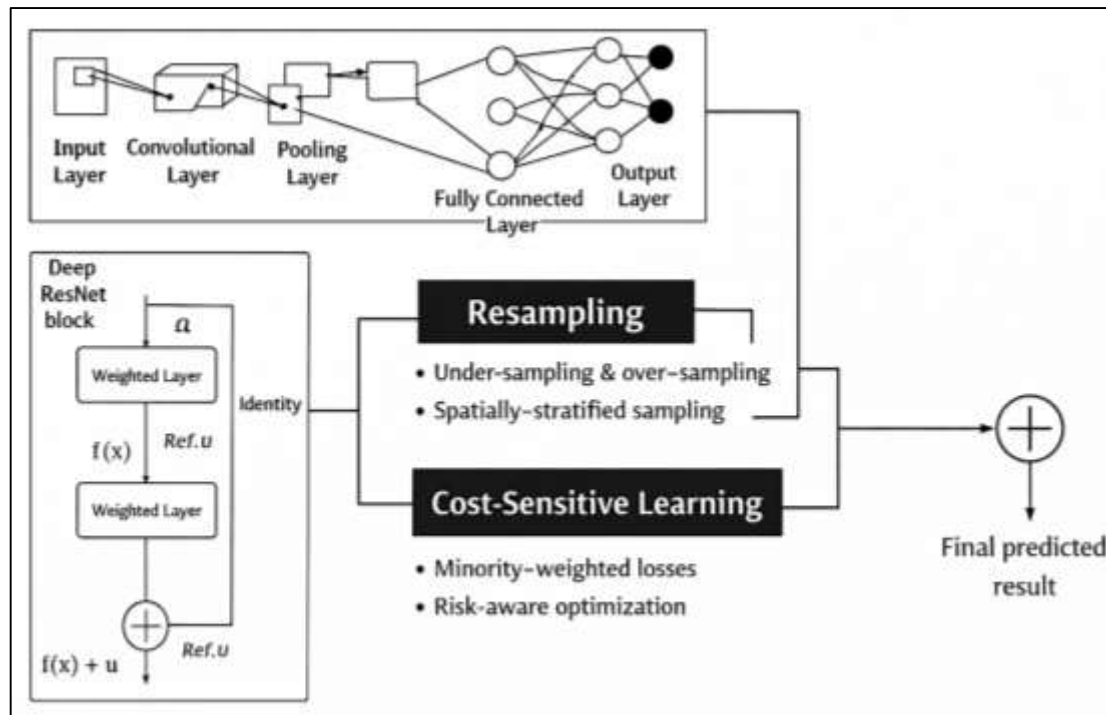 Input
Layer
Convolutional
Layer
Pooling
Layer
Fully Connected
Layer
Output
Layer
Deep
ResNet
block
a
Weighted Layer
Identity
f(x)
Ref.u
Weighted Layer
Ref.u
f(x) + u
Resampling
• Under-sampling & over-sampling
• Spatially-stratified sampling
Cost-Sensitive Learning
• Minority-weighted losses
• Risk-aware optimization
Final predicted
result